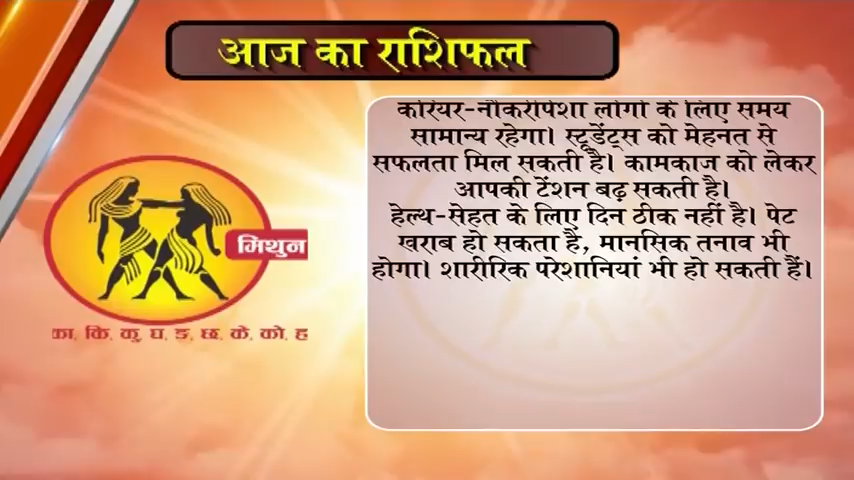 आज का राशिफल
करियर-नौकरीपेशा लोगों के लिए समय
सामान्य रहेगा। स्टूडेंट्स को मेहनत से
सफलता मिल सकती है। कामकाज को लेकर
आपकी टेंशन बढ़ सकती है।
हेल्थ-सेहत के लिए दिन ठीक नहीं है। पेट
खराब हो सकता है, मानसिक तनाव भी
होगा। शारीरिक परेशानियां भी हो सकती हैं।
मिथुन
का, कि, कु, घ, ङ, छ, के, को, ह